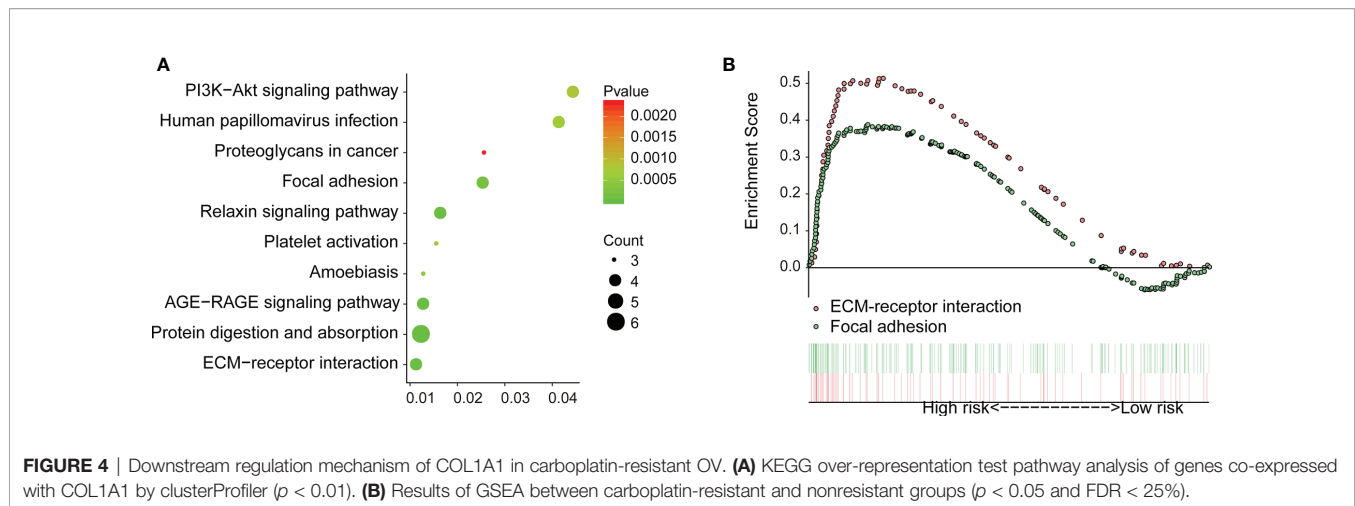 A
PI3K−Akt signaling pathway
Human papillomavirus infection
Proteoglycans in cancer
Focal adhesion
Relaxin signaling pathway
Platelet activation
Amoebiasis
AGE−RAGE signaling pathway
Protein digestion and absorption
ECM−receptor interaction
0.01 0.02 0.03 0.04
Pvalue
0.0020
0.0015
0.0010
0.0005
Count
3
4
5
6
B
Enrichment Score
0.5
0.4
0.3
0.2
0.1
0.0
ECM-receptor interaction
Focal adhesion
High risk<------------->Low risk
FIGURE 4 | Downstream regulation mechanism of COL1A1 in carboplatin-resistant OV. (A) KEGG over-representation test pathway analysis of genes co-expressed
with COL1A1 by clusterProfiler (p < 0.01). (B) Results of GSEA between carboplatin-resistant and nonresistant groups (p < 0.05 and FDR < 25%).